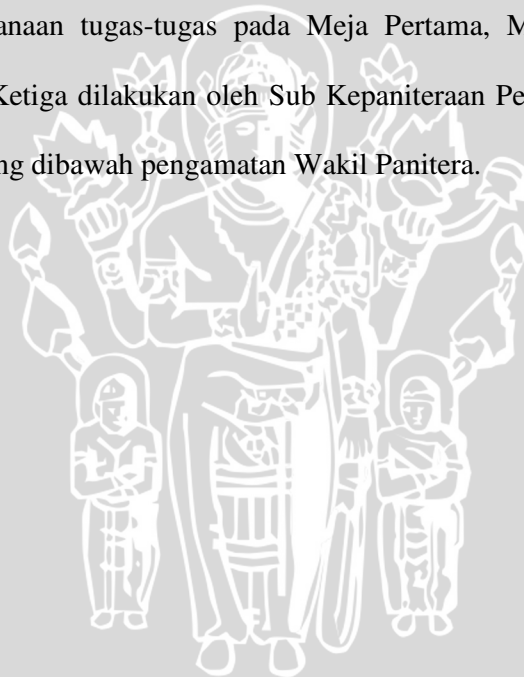 anaan tugas-tugas pada Meja Pertama, M
Ketiga dilakukan oleh Sub Kepaniteraan Pe
ng dibawah pengamatan Wakil Panitera.